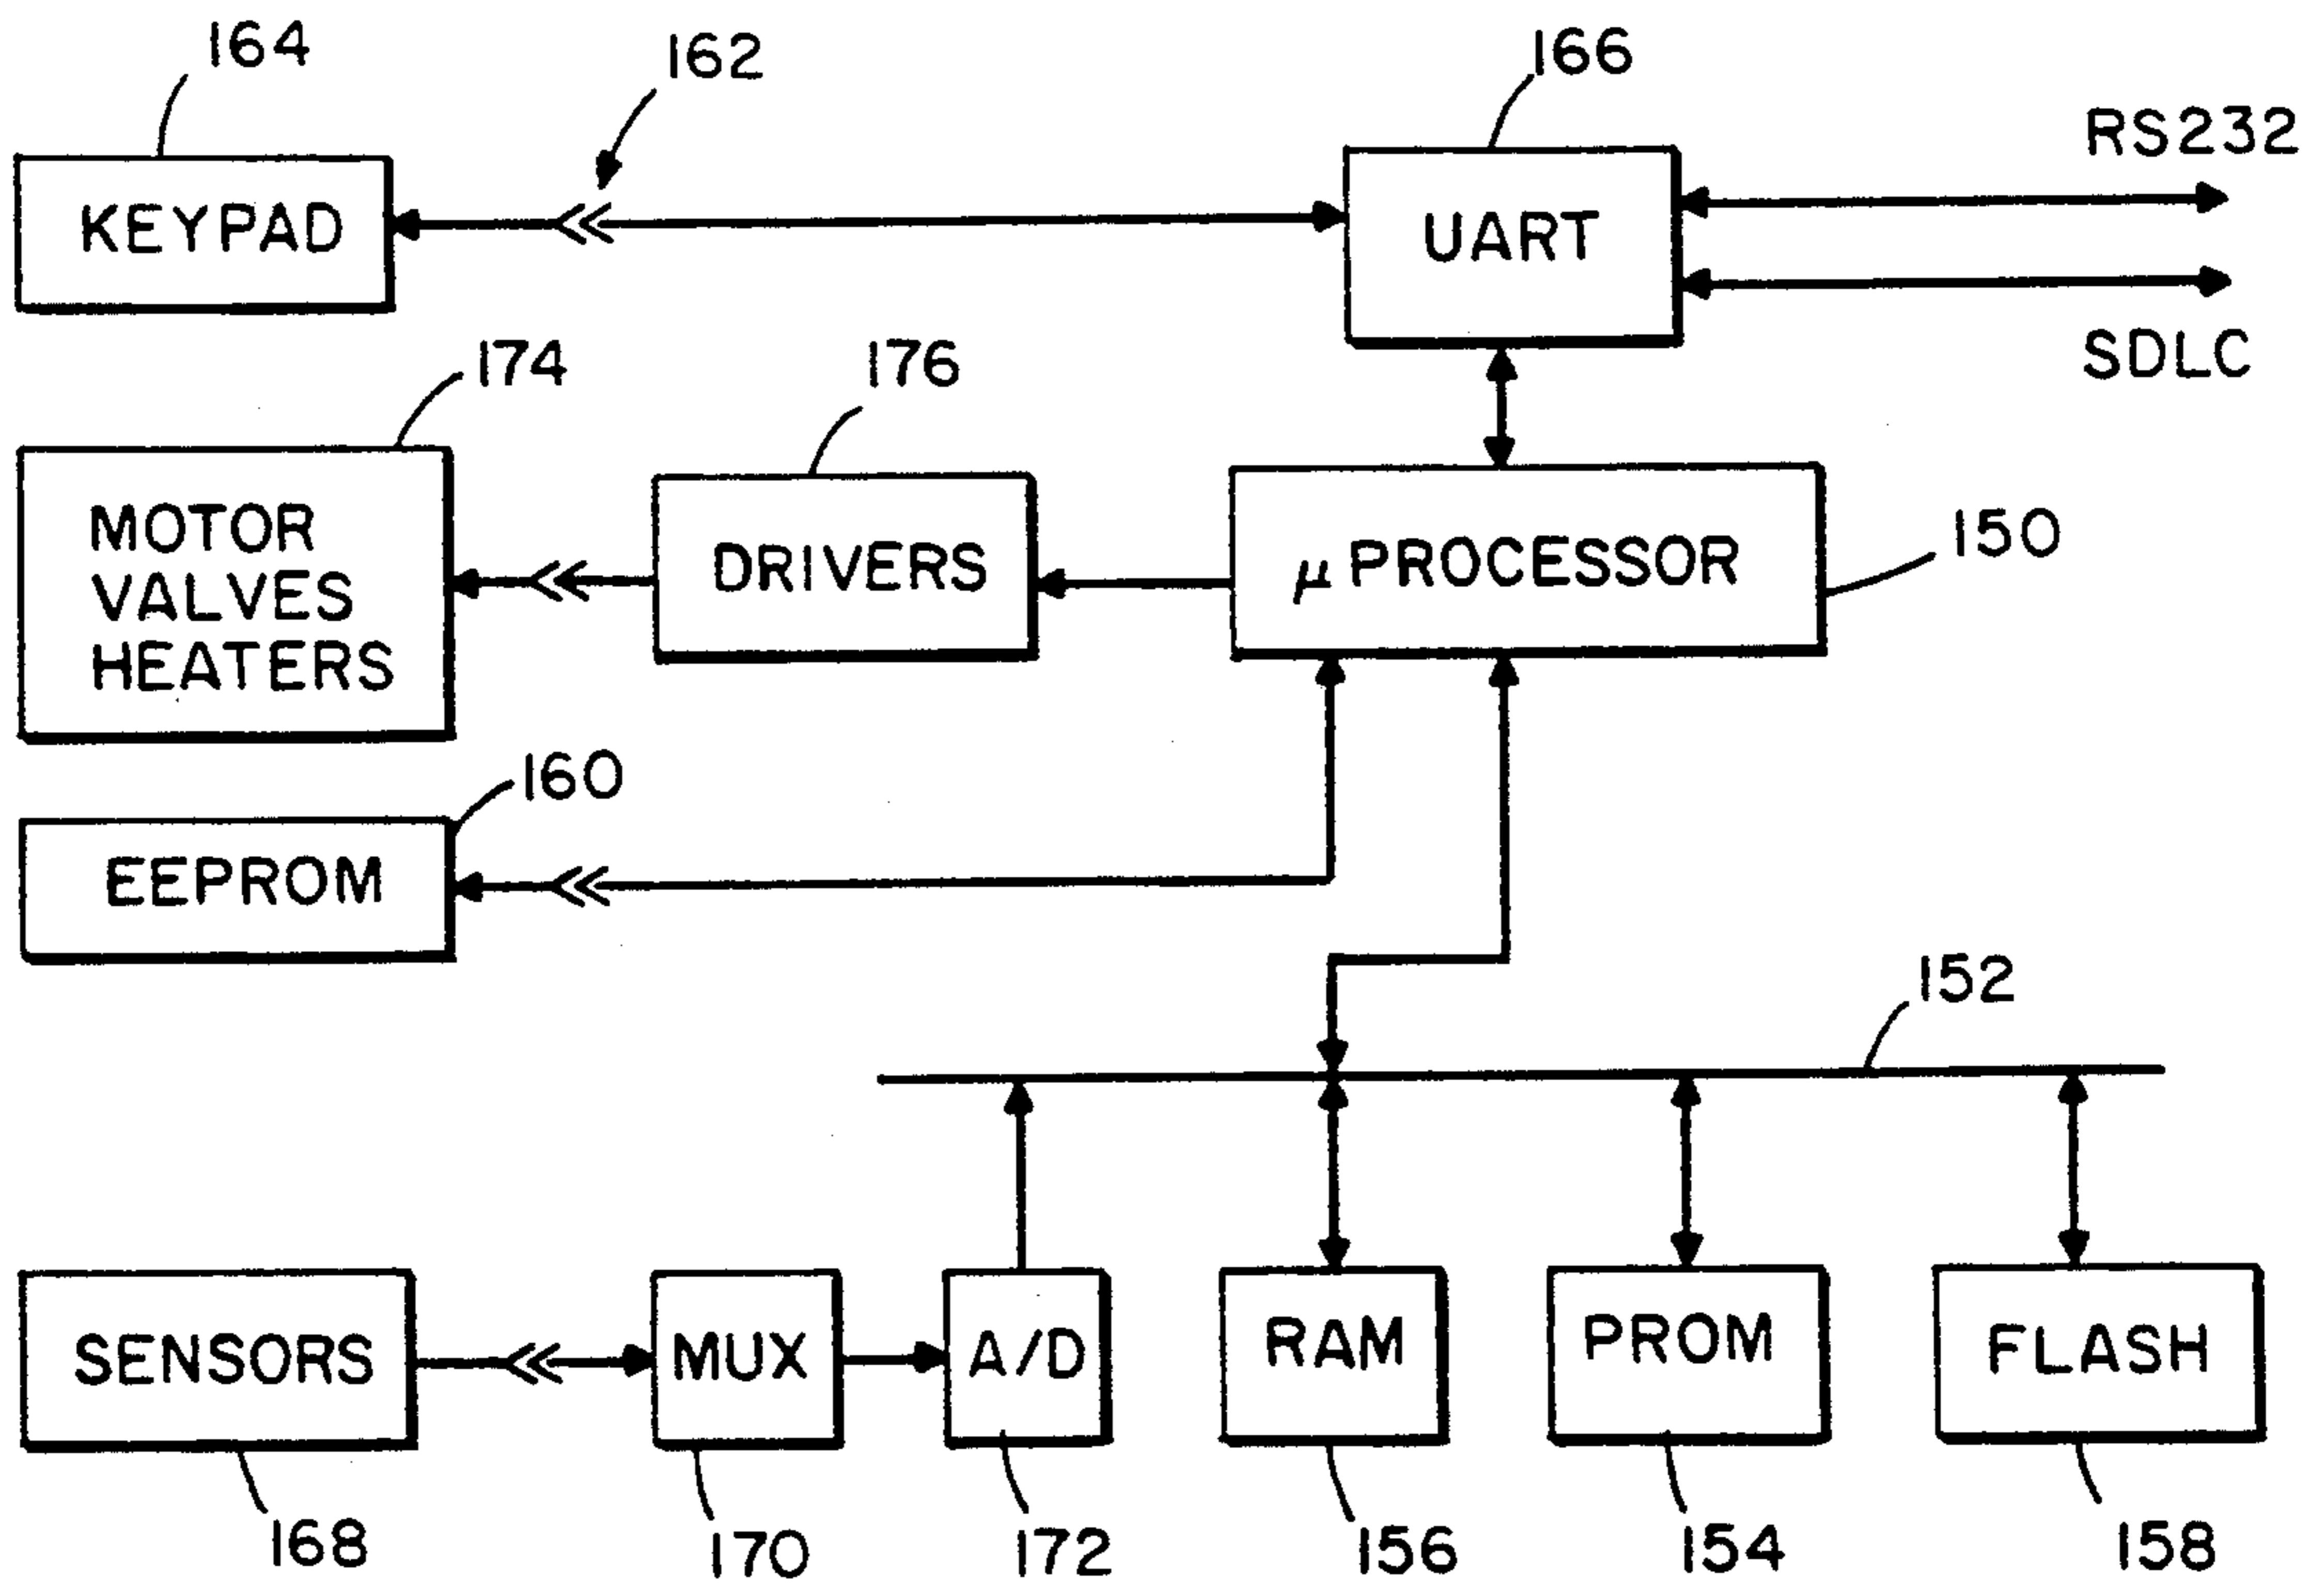 164
162
166
RS232
KEYPAD
UART
SDLC
174
176
MOTOR
VALVES
HEATERS
DRIVERS
µ PROCESSOR
150
160
EEPROM
152
SENSORS
MUX
A/D
RAM
PROM
FLASH
168
170
172
156
154
158